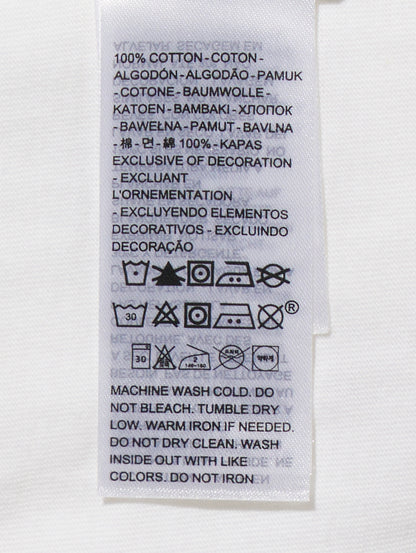 100% COTTON - COTON -
ALGODÓN - ALGODÃO - PAMUK
- COTONE - BAUMWOLLE -
KATOEN - BAMBAKI - ХЛОПОК
- BAWEŁNA - PAMUT - BAVLNA
- 棉 - 면 - 綿 100% - KAPAS
EXCLUSIVE OF DECORATION
- EXCLUANT
L'ORNEMENTATION
- EXCLUYENDO ELEMENTOS
DECORATIVOS - EXCLUINDO
DECORAÇÃO
30 ®
30 2
MACHINE WASH COLD. DO
NOT BLEACH. TUMBLE DRY
LOW. WARM IRON IF NEEDED.
DO NOT DRY CLEAN. WASH
INSIDE OUT WITH LIKE
COLORS. DO NOT IRON